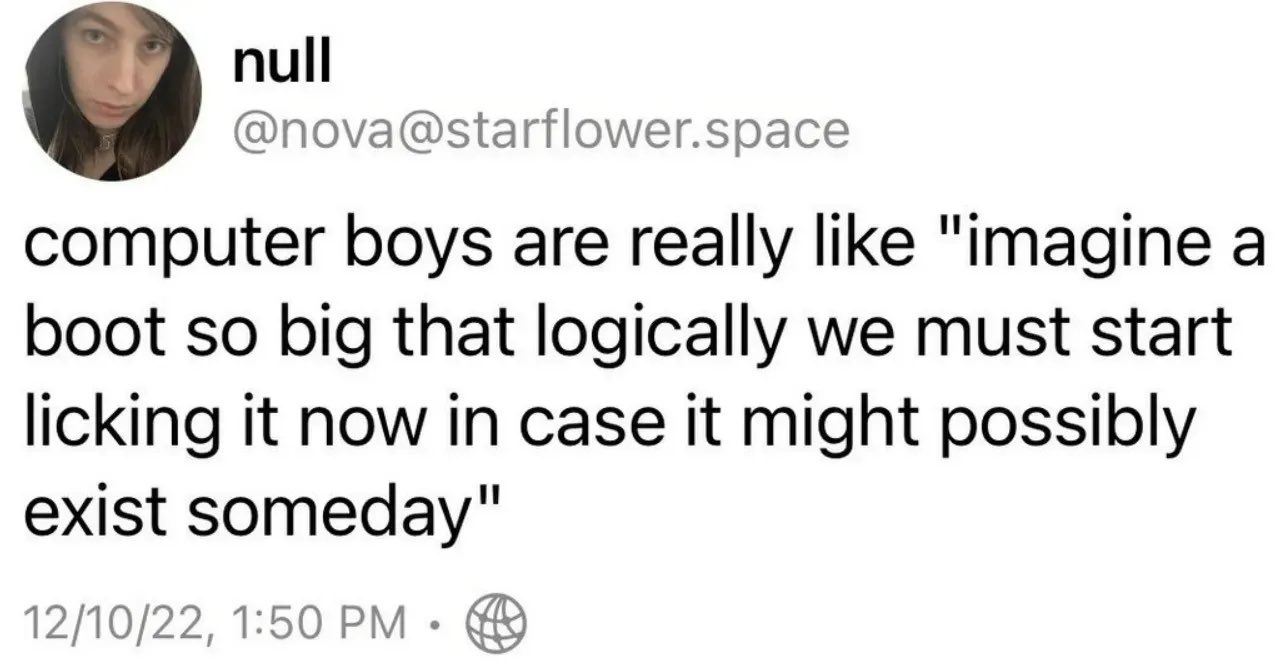 null
@nova@starflower.space
computer boys are really like "imagine a
boot so big that logically we must start
licking it now in case it might possibly
exist someday"
12/10/22, 1:50 PM •